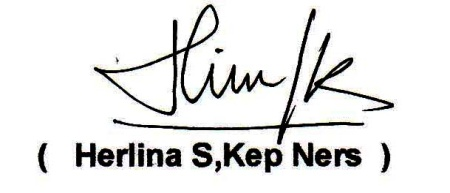 ( Herlina S,Kep Ners )